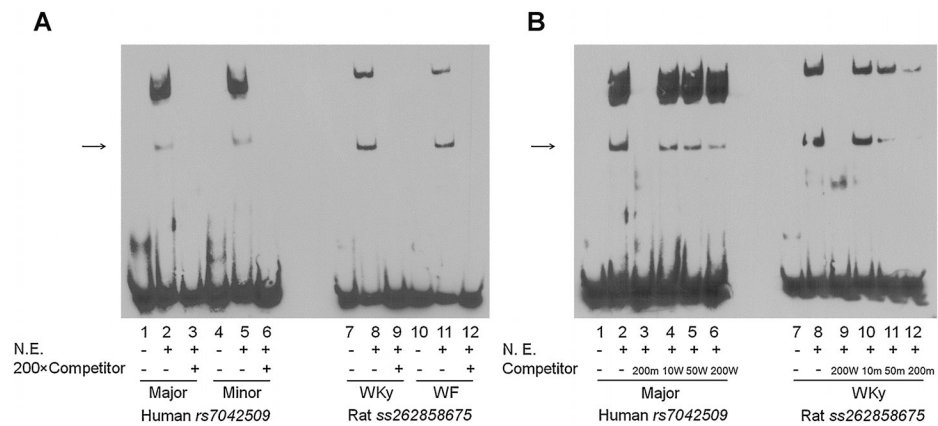 A B
1 2 3 4 5 6 7 8 9 10 11 12 1 2 3 4 5 6 7 8 9 10 11 12
N.E. - + + - + + - + + - + + N.E. - + + + + + - + + + + +
200×Competitor - - + - - + - - + - - + Competitor - - 200m 10W 50W 200W - - 200W 10m 50m 200m
Major Minor WKy WF Major WKy
Human rs7042509 Rat ss262858675 Human rs7042509 Rat ss262858675